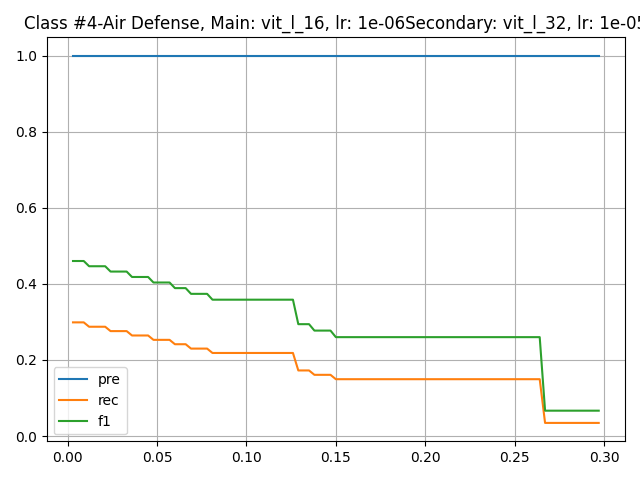 Class #4-Air Defense, Main: vit_l_16, lr: 1e-06Secondary: vit_l_32, lr: 1e-05
1.0
0.8
0.6
0.4
0.2
0.0
pre
rec
f1
0.00 0.05 0.10 0.15 0.20 0.25 0.30